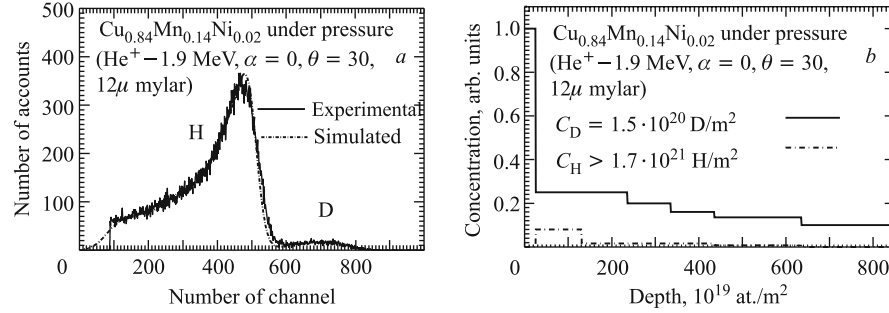 500
400
300
200
100
0
200
400
600
800
Number of accounts
Number of channel
Cu0.84Mn0.14Ni0.02 under pressure
(He+−1.9 MeV, α = 0, θ = 30, a
12μ mylar)
Experimental
Simulated
H
D
1.0
0.8
0.6
0.4
0.2
0
200
400
600
800
Concentration, arb. units
Depth, 10^19 at./m^2
Cu0.84Mn0.14Ni0.02 under pressure
(He+−1.9 MeV, α = 0, θ = 30, b
12μ mylar)
C_D = 1.5·10^20 D/m^2
C_H > 1.7·10^21 H/m^2